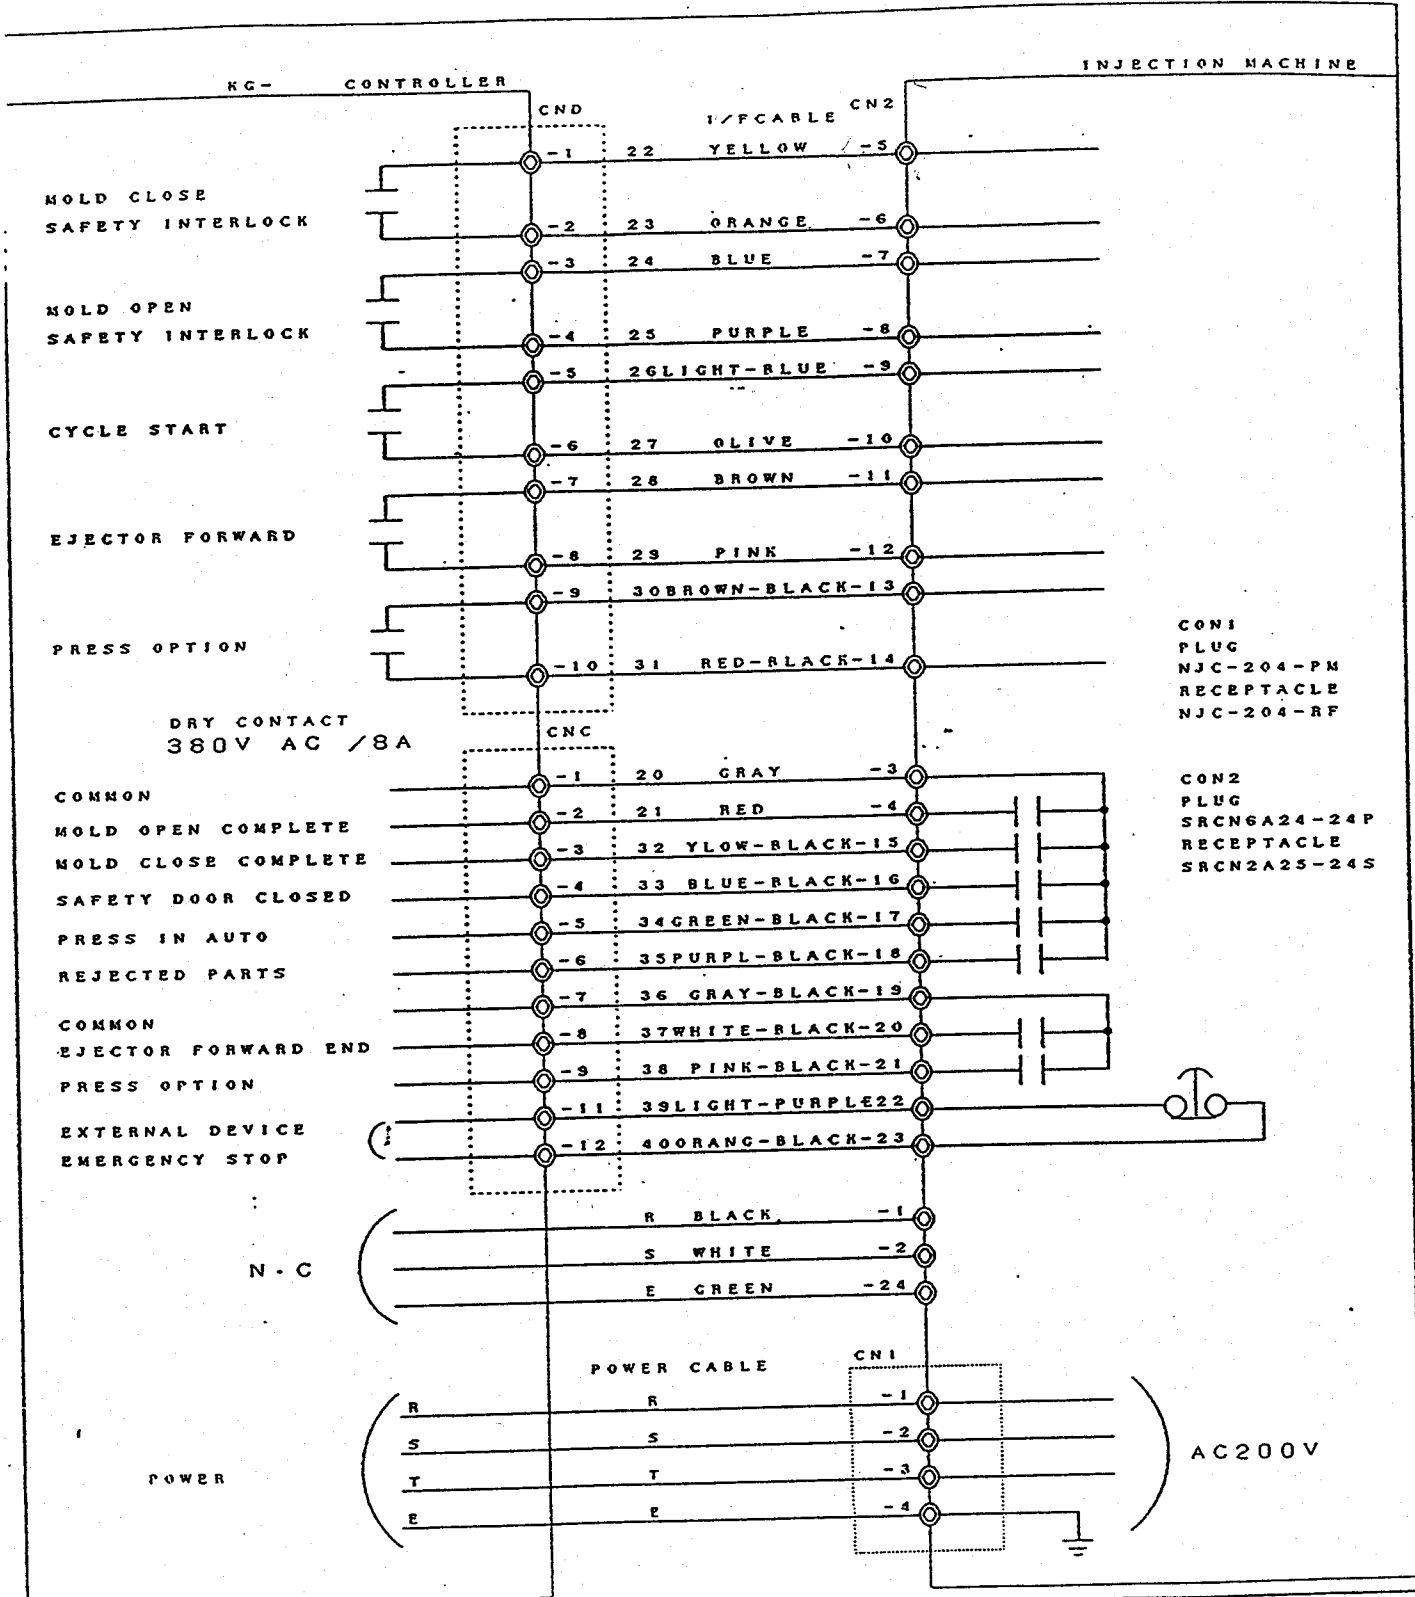 INJECTION MACHINE
KG- CONTROLLER
CND I/FCABLE CN2
-1 22 YELLOW -5
MOLD CLOSE
SAFETY INTERLOCK
-2 23 ORANGE -6
-3 24 BLUE -7
MOLD OPEN
SAFETY INTERLOCK
-4 25 PURPLE -8
-5 26LIGHT-BLUE -9
CYCLE START
-6 27 OLIVE -10
-7 28 BROWN -11
EJECTOR FORWARD
-8 29 PINK -12
-9 30BROWN-BLACK-13
PRESS OPTION
-10 31 RED-BLACK-14
CON1
PLUG
NJC-204-PM
RECEPTACLE
NJC-204-RF
DRY CONTACT
380V AC /8A
CNC
COMMON -1 20 GRAY -3
MOLD OPEN COMPLETE -2 21 RED -4
MOLD CLOSE COMPLETE -3 32 YLOW-BLACK-15
SAFETY DOOR CLOSED -4 33 BLUE-BLACK-16
PRESS IN AUTO -5 34GREEN-BLACK-17
REJECTED PARTS -6 35PURPL-BLACK-18
COMMON -7 36 GRAY-BLACK-19
EJECTOR FORWARD END -8 37WHITE-BLACK-20
PRESS OPTION -9 38 PINK-BLACK-21
EXTERNAL DEVICE -11 39LIGHT-PURPLE22
EMERGENCY STOP -12 40ORANG-BLACK-23
CON2
PLUG
SRCN6A24-24P
RECEPTACLE
SRCN2A25-24S
R BLACK -1
N.C S WHITE -2
E GREEN -24
POWER CABLE CN1
R R -1
S S -2
POWER T T -3 AC200V
E E -4